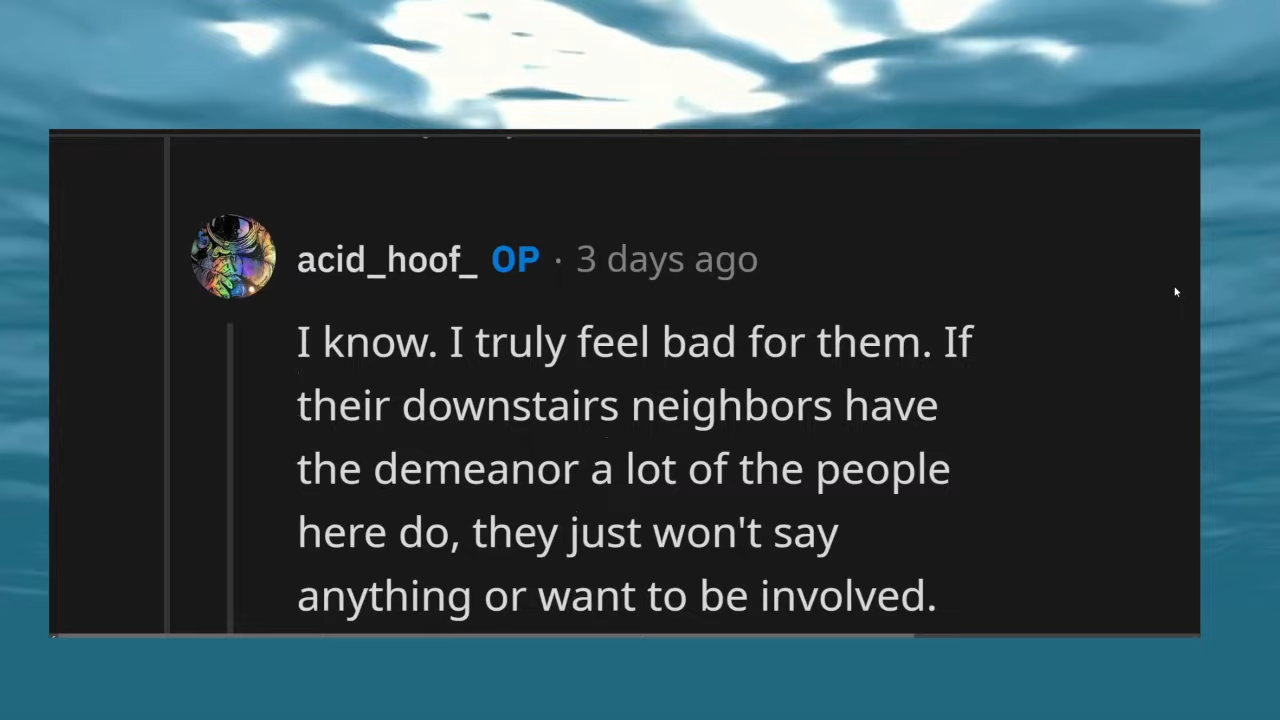 acid_hoof_ OP · 3 days ago
I know. I truly feel bad for them. If
their downstairs neighbors have
the demeanor a lot of the people
here do, they just won't say
anything or want to be involved.